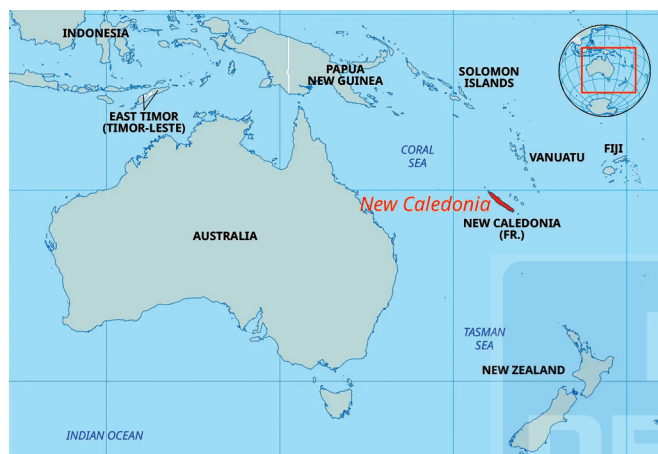 INDONESIA
PAPUA
NEW GUINEA
SOLOMON
ISLANDS
EAST TIMOR
(TIMOR-LESTE)
CORAL
SEA
VANUATU
FIJI
New Caledonia
NEW CALEDONIA
(FR.)
AUSTRALIA
TASMAN
SEA
NEW ZEALAND
INDIAN OCEAN